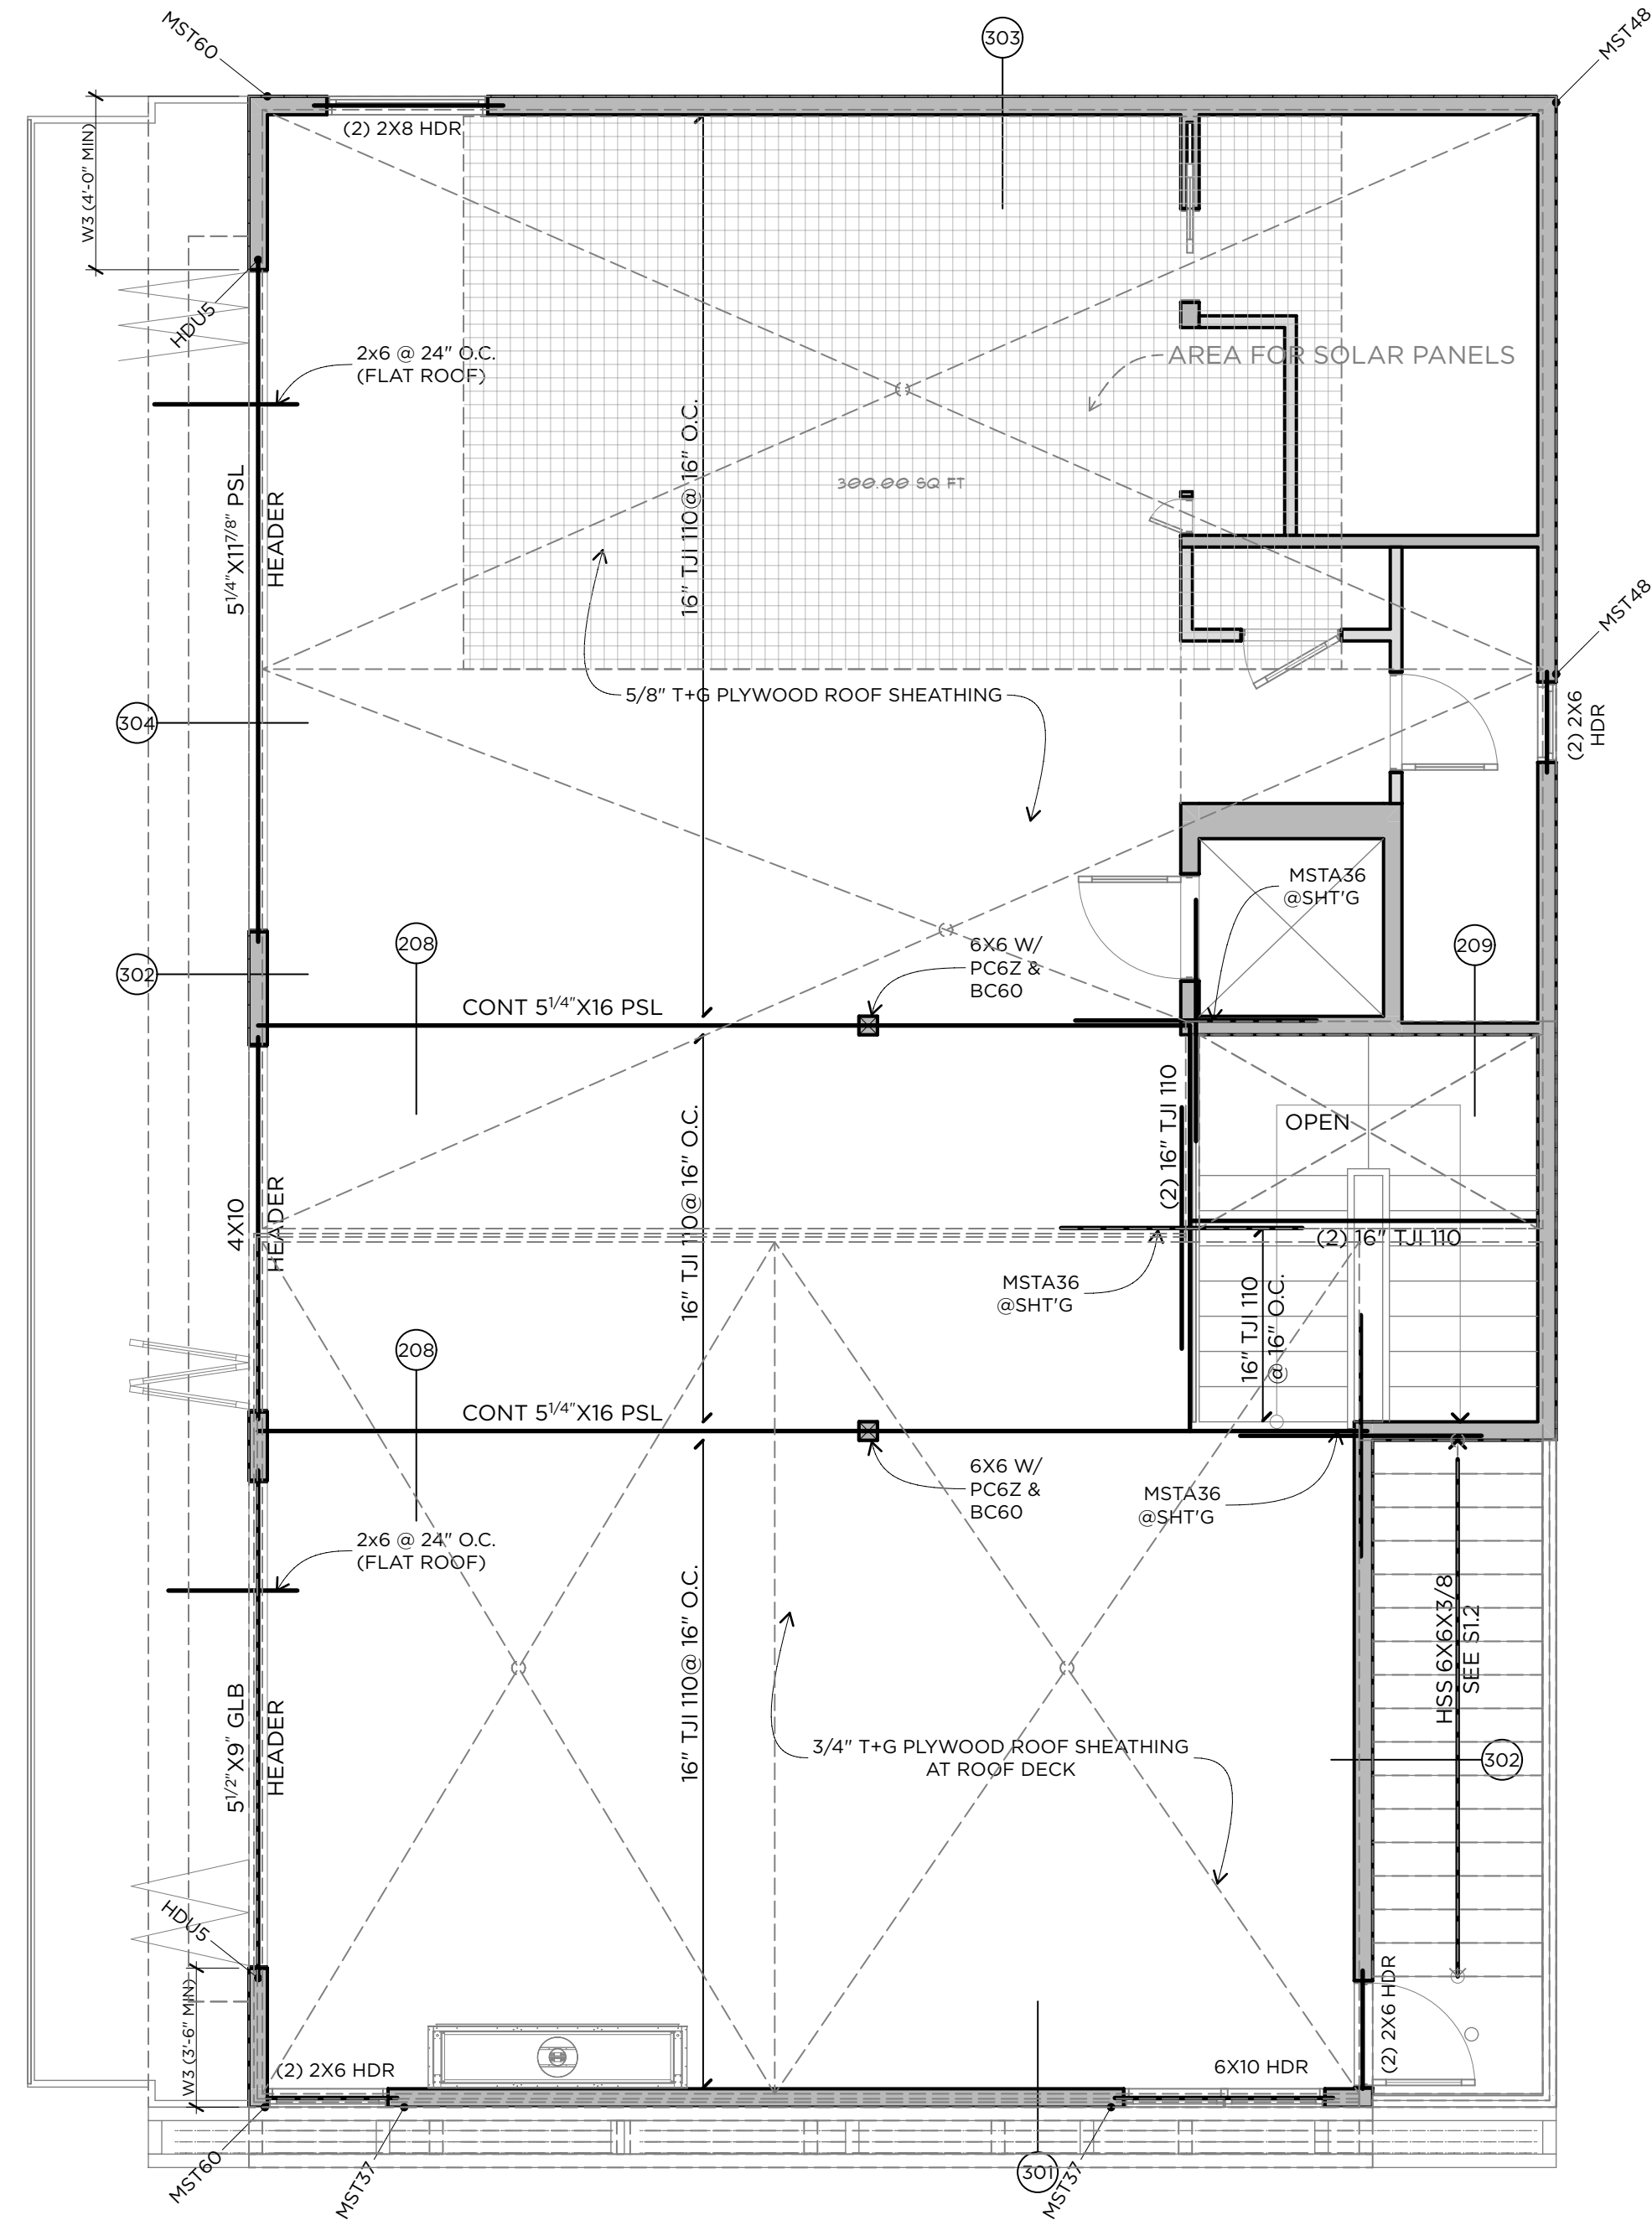 MST60
303
MST48
W3 (4'-0" MIN)
(2) 2X8 HDR
HDU5
2x6 @ 24" O.C.
(FLAT ROOF)
AREA FOR SOLAR PANELS
16" TJI 110@ 16" O.C.
300.00 SQ FT
5 1/4"X11 7/8" PSL
HEADER
MST48
5/8" T+G PLYWOOD ROOF SHEATHING
304
(2) 2X6
HDR
MSTA36
@SHT'G
208
302
6X6 W/
PC6Z &
BC60
209
CONT 5 1/4"X16 PSL
(2) 16" TJI 110
OPEN
16" TJI 110@ 16" O.C.
4X10
HEADER
(2) 16" TJI 110
MSTA36
@SHT'G
16" TJI 110
@ 16" O.C.
208
CONT 5 1/4"X16 PSL
6X6 W/
PC6Z &
BC60
MSTA36
@SHT'G
2x6 @ 24" O.C.
(FLAT ROOF)
16" TJI 110@ 16" O.C.
HSS 6X6X3/8
SEE S1.2
5 1/2"X9" GLB
HEADER
3/4" T+G PLYWOOD ROOF SHEATHING
AT ROOF DECK
302
HDU5
W3 (3'-6" MIN)
(2) 2X6 HDR
6X10 HDR
(2) 2X6 HDR
MST60
MST37
301
MST37